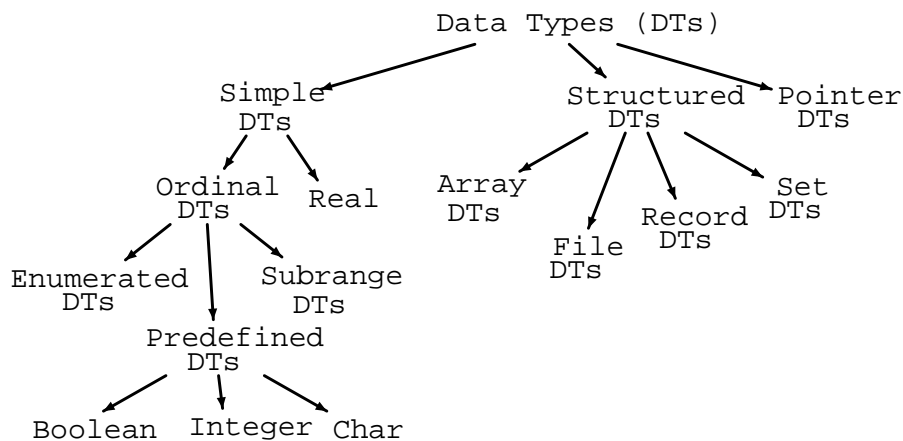 Data Types (DTs)
Simple
DTs
Structured
DTs
Pointer
DTs
Ordinal
DTs
Real
Array
DTs
File
DTs
Record
DTs
Set
DTs
Enumerated
DTs
Subrange
DTs
Predefined
DTs
Boolean
Integer
Char